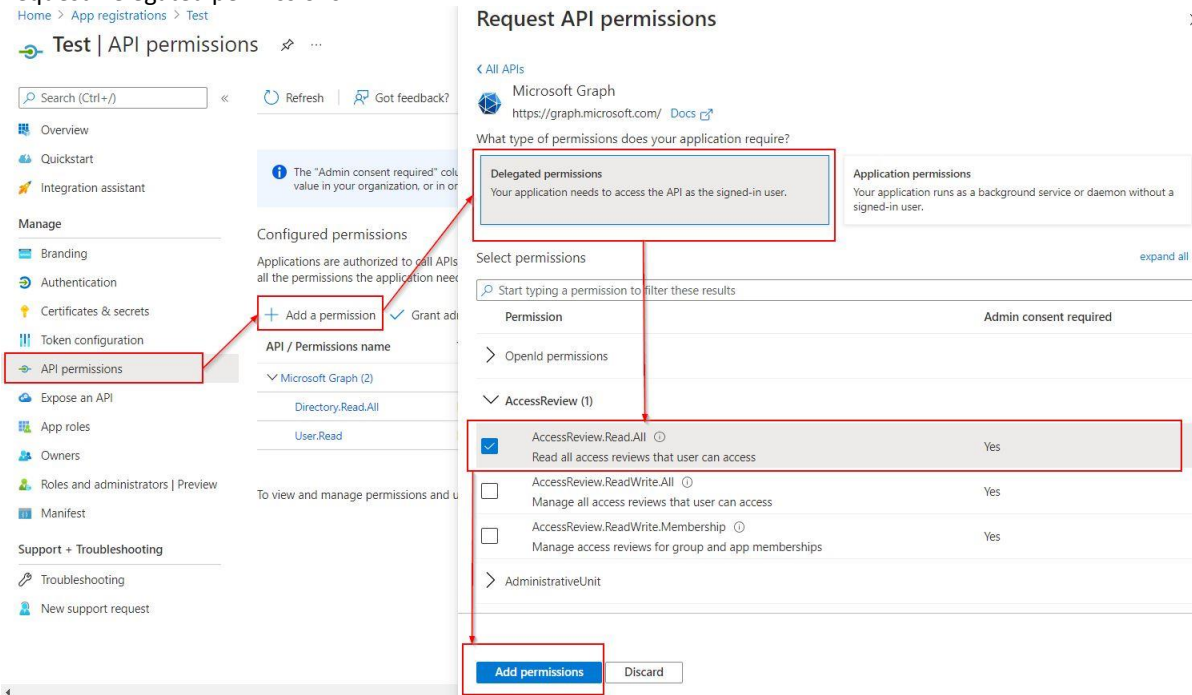 Home > App registrations > Test
Test | API permissions
Search (Ctrl+/)
Overview
Quickstart
Integration assistant
Manage
Branding
Authentication
Certificates & secrets
Token configuration
API permissions
Expose an API
App roles
Owners
Roles and administrators | Preview
Manifest
Support + Troubleshooting
Troubleshooting
New support request
Refresh
Got feedback?
The "Admin consent required"
value in your organization, or in
Configured permissions
Applications are authorized to call APIs
all the permissions the application
Add a permission
Grant
API / Permissions name
Microsoft Graph (2)
Directory.Read.All
User.Read
To view and manage permissions and
Request API permissions
All APIs
Microsoft Graph
https://graph.microsoft.com/ Docs
What type of permissions does your application require?
Delegated permissions
Your application needs to access the API as the signed-in user.
Application permissions
Your application runs as a background service or daemon without a
signed-in user.
Select permissions
expand all
Start typing a permission to filter these results
Permission
Admin consent required
OpenId permissions
AccessReview (1)
AccessReview.Read.All
Read all access reviews that user can access
Yes
AccessReview.ReadWrite.All
Manage all access reviews that user can access
Yes
AccessReview.ReadWrite.Membership
Manage access reviews for group and app memberships
Yes
AdministrativeUnit
Add permissions
Discard